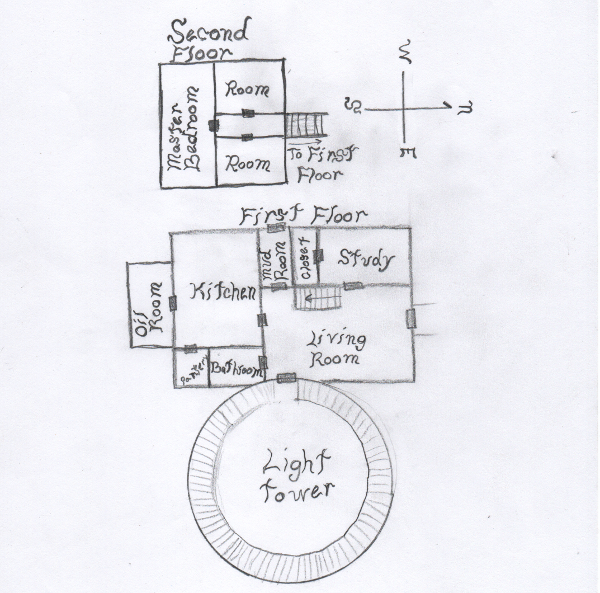 Second
Floor
Master
Bedroom
Room
Room
To First
Floor
W
S
n
E
First Floor
Oil
Room
Kitchen
Mud
Room
Closet
Study
Living
Room
Pantry
Bathroom
Light
Tower